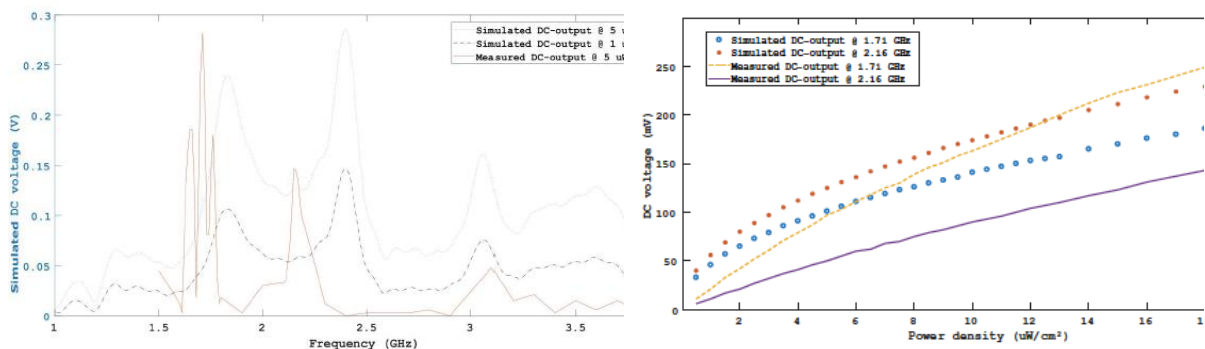 Simulated DC voltage (V)
0.3
0.25
0.2
0.15
0.1
0.05
0
1
1.5
2
2.5
3
3.5
Frequency (GHz)
Simulated DC-output @ 5 u
Simulated DC-output @ 1 u
Measured DC-output @ 5 uW
DC voltage (mV)
250
200
150
100
50
0
2
4
6
8
10
12
14
16
18
Power density (uW/cm²)
Simulated DC-output @ 1.71 GHz
Simulated DC-output @ 2.16 GHz
Measured DC-output @ 1.71 GHz
Measured DC-output @ 2.16 GHz